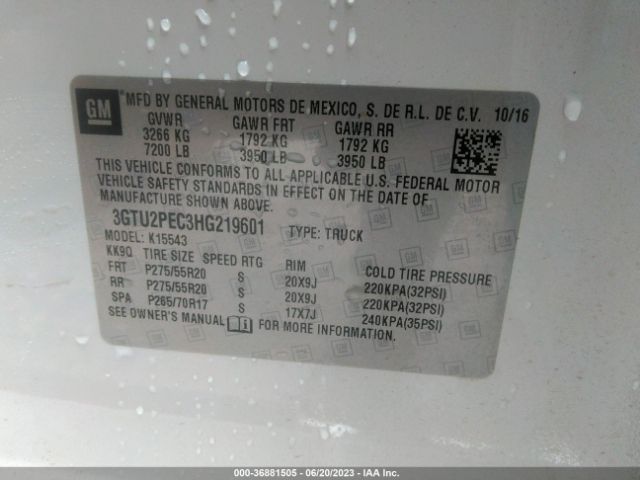 GM MFD BY GENERAL MOTORS DE MEXICO, S. DE R.L. DE C.V. 10/16
GVWR GAWR FRT GAWR RR
3266 KG 1792 KG 1792 KG
7200 LB 3950 LB 3950 LB
THIS VEHICLE CONFORMS TO ALL APPLICABLE U.S. FEDERAL MOTOR
VEHICLE SAFETY STANDARDS IN EFFECT ON THE DATE OF
MANUFACTURE SHOWN ABOVE.
3GTU2PEC3HG219601 TYPE: TRUCK
MODEL: K15543
KK9O TIRE SIZE SPEED RTG RIM COLD TIRE PRESSURE
FRT P275/55R20 S 20X9J 220KPA(32PSI)
RR P275/55R20 S 20X9J 220KPA(32PSI)
SPA P265/70R17 S 17X7J 240KPA(35PSI)
SEE OWNER'S MANUAL FOR MORE INFORMATION.
000-36881505 - 06/20/2023 - IAA Inc.